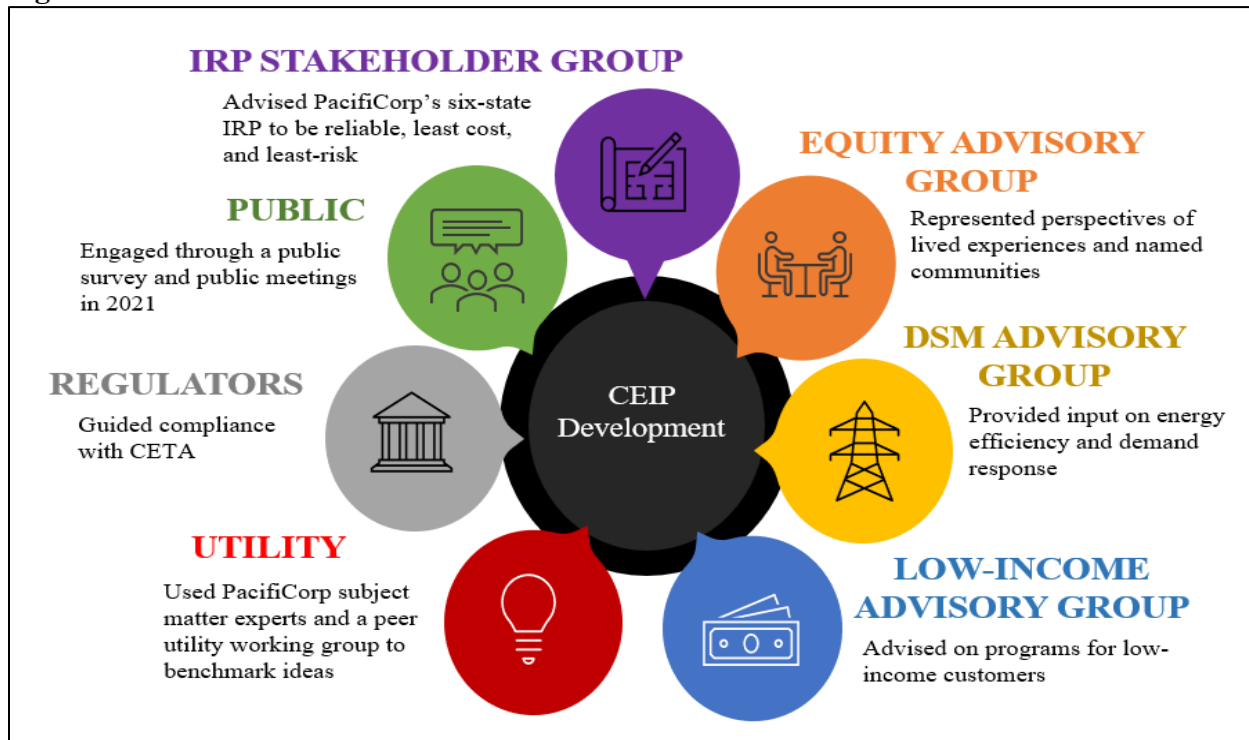 IRP STAKEHOLDER GROUP
Advised PacifiCorp's six-state
IRP to be reliable, least cost,
and least-risk
EQUITY ADVISORY
GROUP
Represented perspectives of
lived experiences and named
communities
PUBLIC
Engaged through a public
survey and public meetings
in 2021
DSM ADVISORY
GROUP
Provided input on energy
efficiency and demand
response
REGULATORS
Guided compliance
with CETA
CEIP
Development
UTILITY
Used PacifiCorp subject
matter experts and a peer
utility working group to
benchmark ideas
LOW-INCOME
ADVISORY GROUP
Advised on programs for low-
income customers